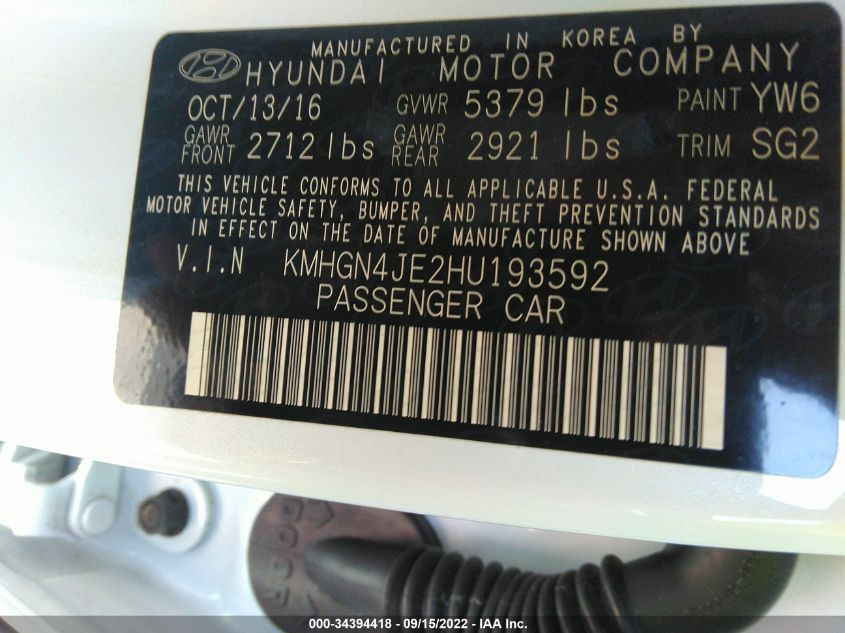 MANUFACTURED IN KOREA BY
HYUNDAI MOTOR COMPANY
OCT/13/16 GVWR 5379 lbs PAINT YW6
GAWR FRONT 2712 lbs GAWR REAR 2921 lbs TRIM SG2
THIS VEHICLE CONFORMS TO ALL APPLICABLE U.S.A. FEDERAL
MOTOR VEHICLE SAFETY, BUMPER, AND THEFT PREVENTION STANDARDS
IN EFFECT ON THE DATE OF MANUFACTURE SHOWN ABOVE
V.I.N KMHGN4JE2HU193592
PASSENGER CAR
DOOR
000-34394418 - 09/15/2022 - IAA Inc.